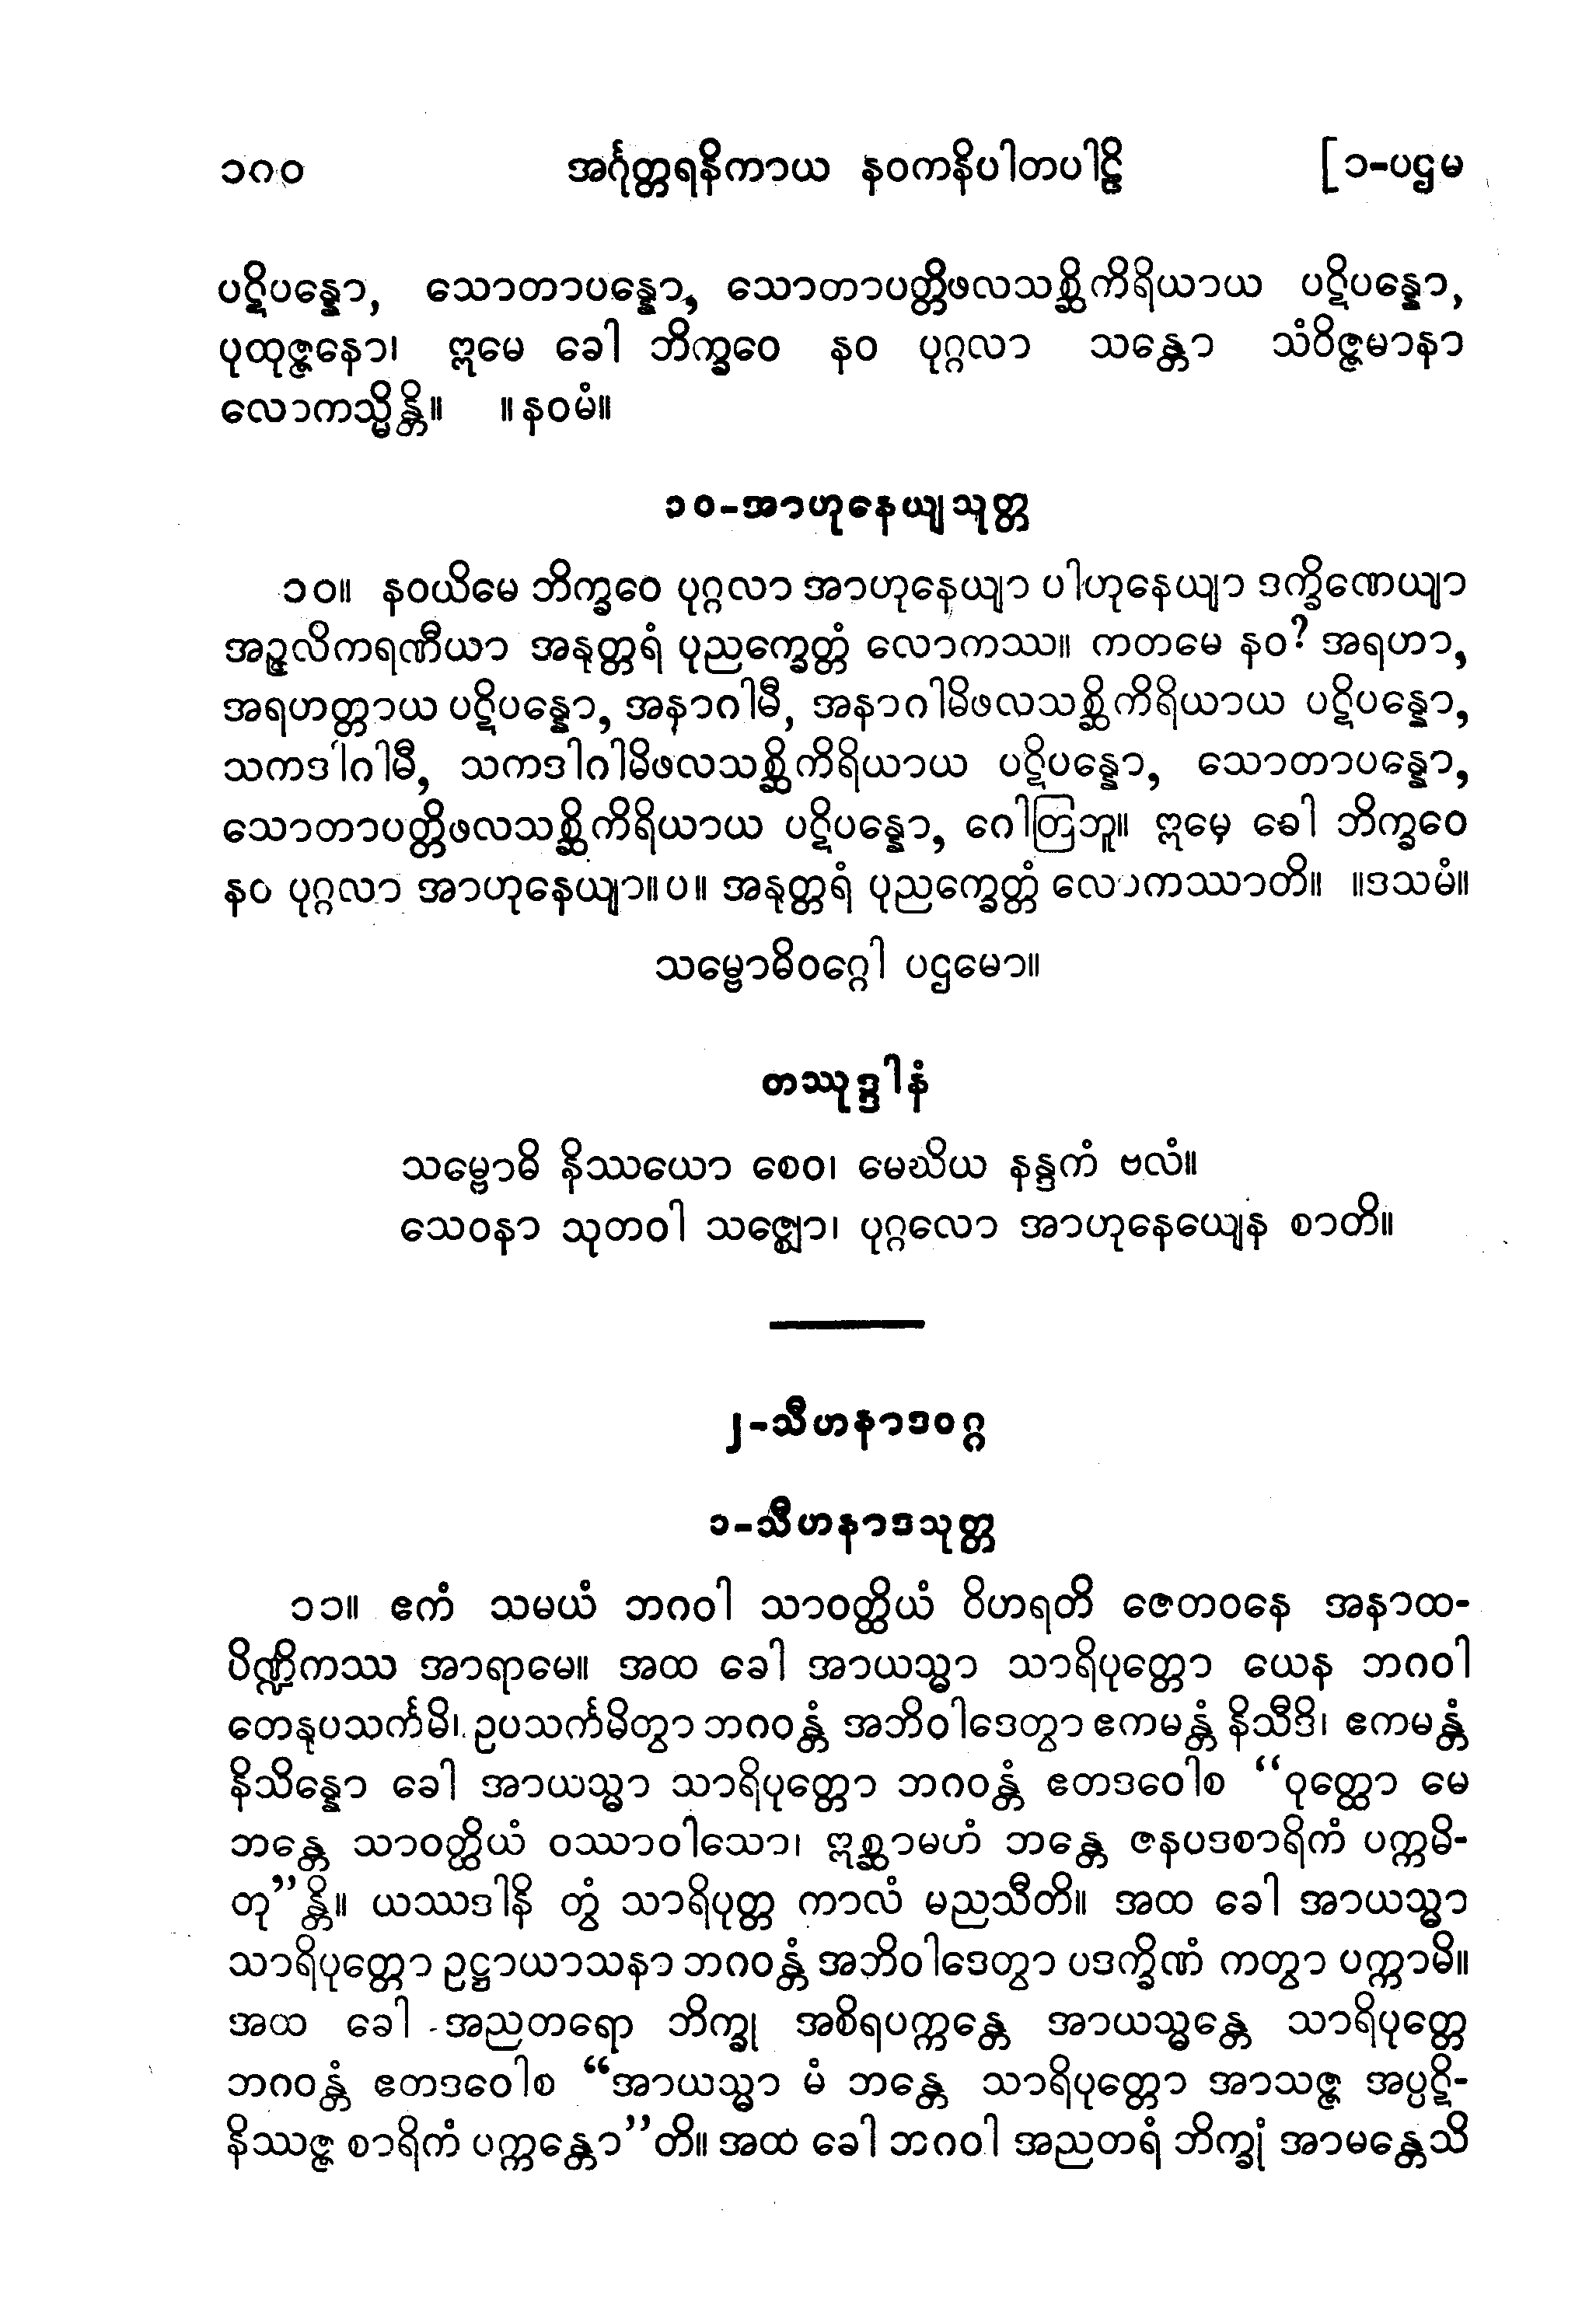 ၁၈၀ အင်္ဂုတ္တရနိကာယ နဝကနိပါတပါဠိ [၁-ပဌမ
ပဋိပန္နော, သောတာပန္နော, သောတာပတ္တိဖလသစ္ဆိကိရိယာယ ပဋိပန္နော,
ပုထုဇ္ဇနော၊ ဣမေ ခေါ ဘိက္ခဝေ နဝ ပုဂ္ဂလာ သန္တော သံဝိဇ္ဇမာနာ
လောကသ္မိန္တိ။ ။နဝမံ။
၁၀-အာဟုနေယျသုတ္တ
၁၀။ နဝယိမေ ဘိက္ခဝေ ပုဂ္ဂလာ အာဟုနေယျာ ပါဟုနေယျာ ဒက္ခိဏေယျာ
အဉ္ဇလိကရဏီယာ အနုတ္တရံ ပုညက္ခေတ္တံ လောကဿ။ ကတမေ နဝ? အရဟာ,
အရဟတ္တာယ ပဋိပန္နော, အနာဂါမီ, အနာဂါမိဖလသစ္ဆိကိရိယာယ ပဋိပန္နော,
သကဒါဂါမီ, သကဒါဂါမိဖလသစ္ဆိကိရိယာယ ပဋိပန္နော, သောတာပန္နော,
သောတာပတ္တိဖလသစ္ဆိကိရိယာယ ပဋိပန္နော, ဂေါတြဘူ။ ဣမေ ခေါ ဘိက္ခဝေ
နဝ ပုဂ္ဂလာ အာဟုနေယျာ။ပ။ အနုတ္တရံ ပုညက္ခေတ္တံ လောကဿာတိ။ ။ဒသမံ။
သမ္ဗောဓိဝဂ္ဂေါ ပဌမော။
တဿုဒ္ဒါနံ
သမ္ဗောဓိ နိဿယော စေဝ၊ မေဃိယ နန္ဒကံ ဗလံ။
သေဝနာ သုတဝါ သဇ္ဈော၊ ပုဂ္ဂလော အာဟုနေယျေန စာတိ။
၂-သီဟနာဒဝဂ္ဂ
၁-သီဟနာဒသုတ္တ
၁၁။ ဧကံ သမယံ ဘဂဝါ သာဝတ္ထိယံ ဝိဟရတိ ဇေတဝနေ အနာထ-
ပိဏ္ဍိကဿ အာရာမေ။ အထ ခေါ အာယသ္မာ သာရိပုတ္တော ယေန ဘဂဝါ
တေနုပသင်္ကမိ၊ ဥပသင်္ကမိတွာ ဘဂဝန္တံ အဘိဝါဒေတွာ ဧကမန္တံ နိသီဒိ၊ ဧကမန္တံ
နိသိန္နော ခေါ အာယသ္မာ သာရိပုတ္တော ဘဂဝန္တံ ဧတဒဝေါစ “ဝုတ္ထော မေ
ဘန္တေ သာဝတ္ထိယံ ဝဿာဝါသော၊ ဣစ္ဆာမဟံ ဘန္တေ ဇနပဒစာရိကံ ပက္ကမိ-
တု”န္တိ။ ယဿဒါနိ တွံ သာရိပုတ္တ ကာလံ မညသီတိ။ အထ ခေါ အာယသ္မာ
သာရိပုတ္တော ဥဋ္ဌာယာသနာ ဘဂဝန္တံ အဘိဝါဒေတွာ ပဒက္ခိဏံ ကတွာ ပက္ကာမိ။
အထ ခေါ အညတရော ဘိက္ခု အစိရပက္ကန္တေ အာယသ္မန္တေ သာရိပုတ္တေ
ဘဂဝန္တံ ဧတဒဝေါစ “အာယသ္မာ မံ ဘန္တေ သာရိပုတ္တော အာသဇ္ဇ အပ္ပဋိ-
နိဿဇ္ဇ စာရိကံ ပက္ကန္တော”တိ။ အထ ခေါ ဘဂဝါ အညတရံ ဘိက္ခုံ အာမန္တေသိ